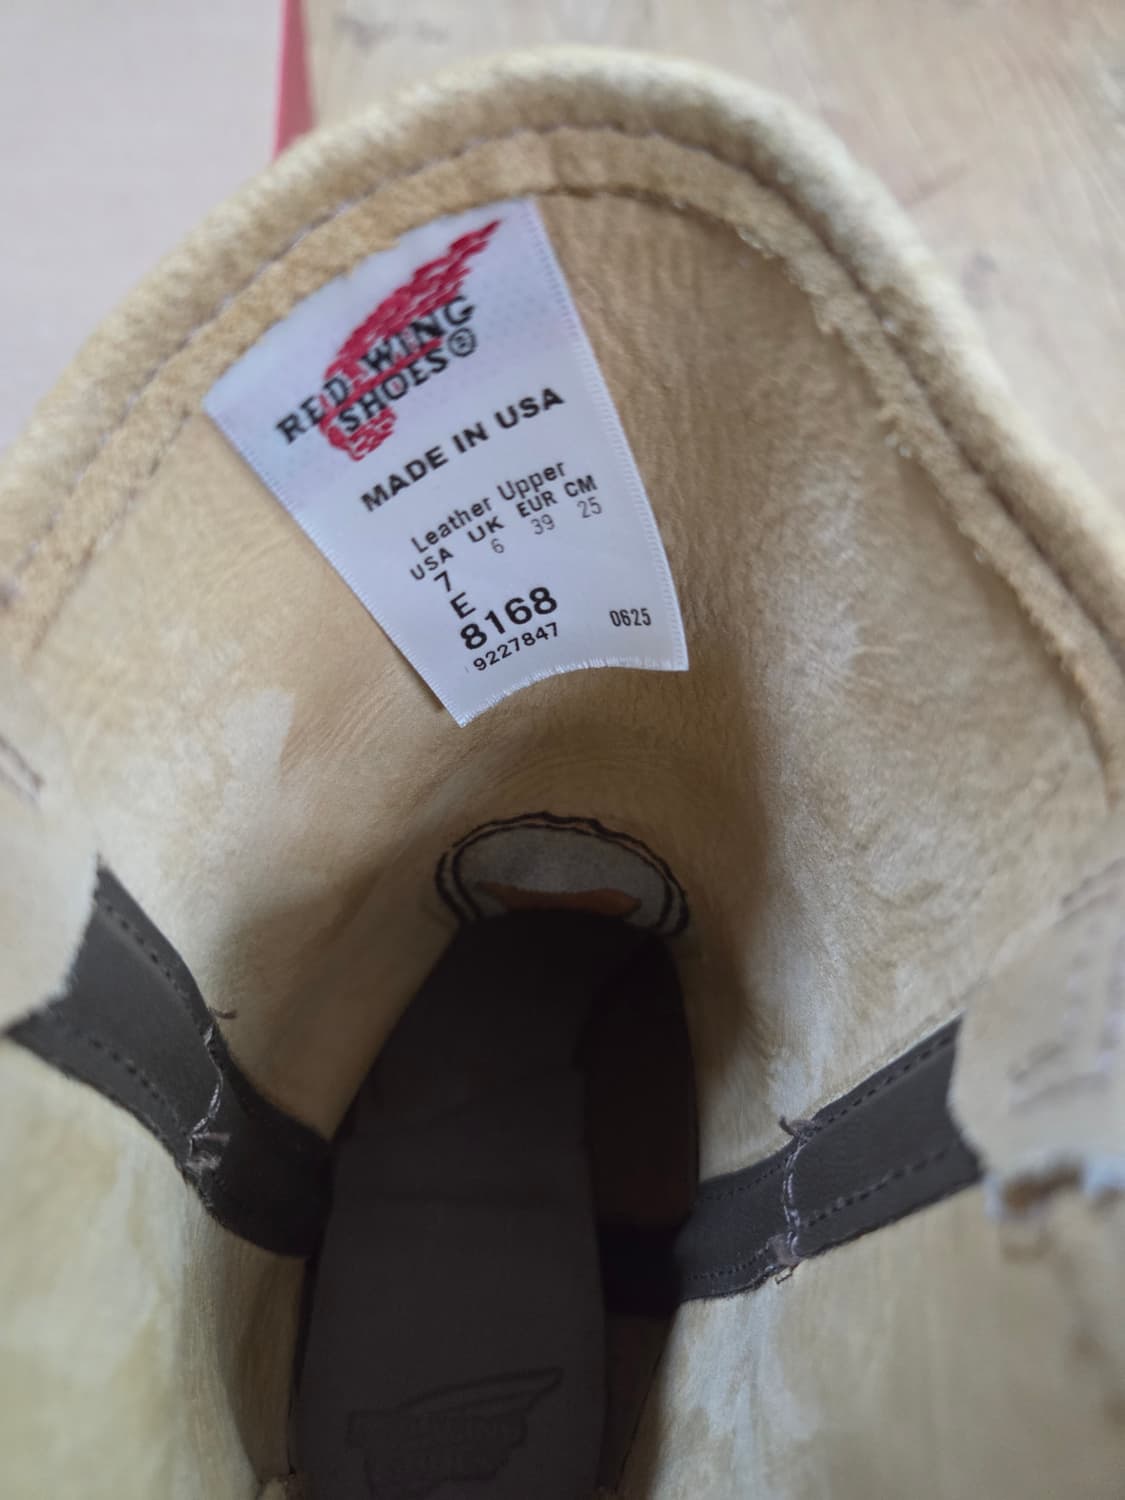 RED WING
SHOES®
MADE IN USA
Leather Upper
USA UK EUR CM
7 6 39 25
E
8168
9227847 0625